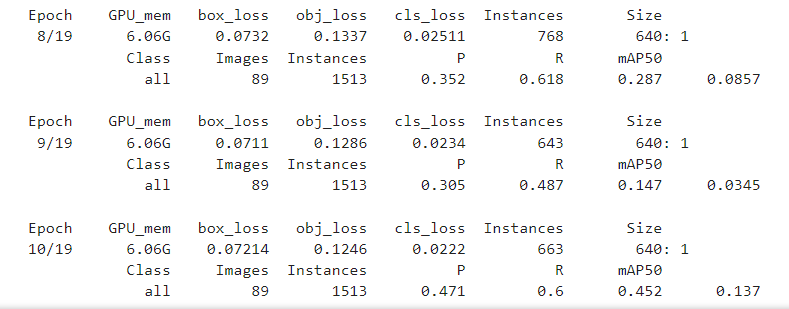 Epoch GPU_mem box_loss obj_loss cls_loss Instances Size
8/19 6.06G 0.0732 0.1337 0.02511 768 640: 1
Class Images Instances P R mAP50
all 89 1513 0.352 0.618 0.287 0.0857
Epoch GPU_mem box_loss obj_loss cls_loss Instances Size
9/19 6.06G 0.0711 0.1286 0.0234 643 640: 1
Class Images Instances P R mAP50
all 89 1513 0.305 0.487 0.147 0.0345
Epoch GPU_mem box_loss obj_loss cls_loss Instances Size
10/19 6.06G 0.07214 0.1246 0.0222 663 640: 1
Class Images Instances P R mAP50
all 89 1513 0.471 0.6 0.452 0.137